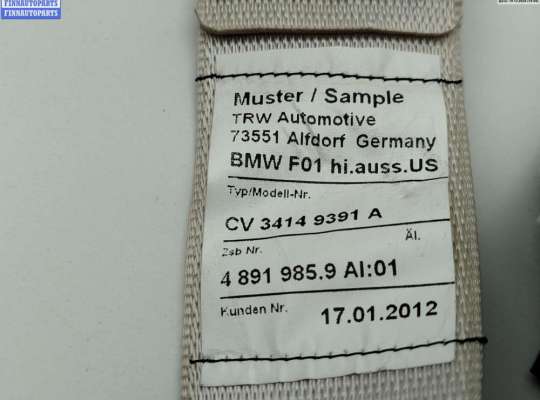 FINNAUTOPARTS
FINNAUTOPARTS
Muster / Sample
TRW Automotive
73551 Alfdorf Germany
BMW F01 hi.auss.US
Typ/Modell-Nr.
CV 3414 9391 A
Zsb Nr.
Äl.
4 891 985.9 AI:01
Kunden Nr.
17.01.2012